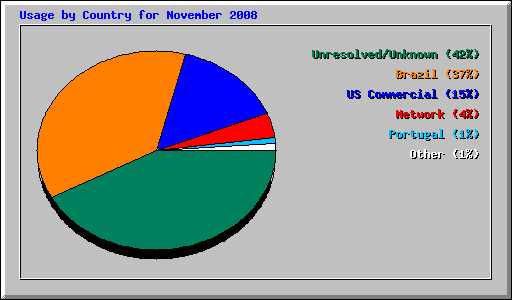 Usage by Country for November 2008
Unresolved/Unknown (42%)
Brazil (37%)
US Commercial (15%)
Network (4%)
Portugal (1%)
Other (1%)